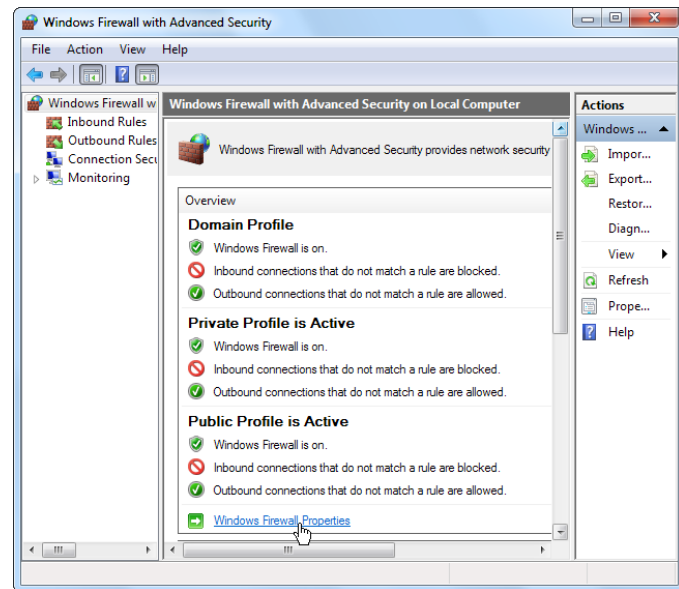 Windows Firewall with Advanced Security
File Action View Help
Windows Firewall w
Inbound Rules
Outbound Rules
Connection Secu
Monitoring
Windows Firewall with Advanced Security on Local Computer
Windows Firewall with Advanced Security provides network security
Overview
Domain Profile
Windows Firewall is on.
Inbound connections that do not match a rule are blocked.
Outbound connections that do not match a rule are allowed.
Private Profile is Active
Windows Firewall is on.
Inbound connections that do not match a rule are blocked.
Outbound connections that do not match a rule are allowed.
Public Profile is Active
Windows Firewall is on.
Inbound connections that do not match a rule are blocked.
Outbound connections that do not match a rule are allowed.
Windows Firewall Properties
Actions
Windows ...
Impor...
Export...
Restor...
Diagn...
View
Refresh
Prope...
Help